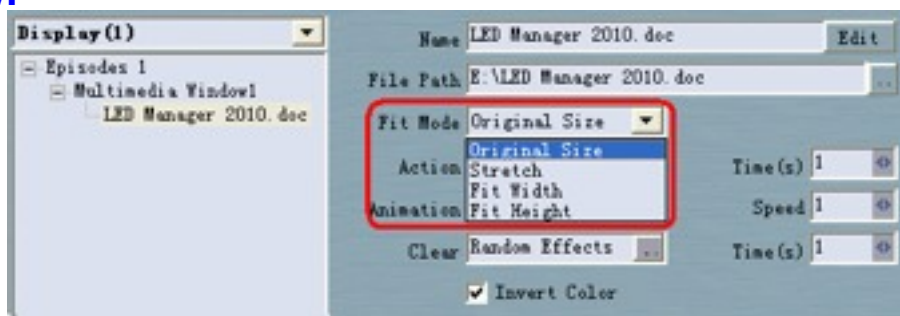 Display(1)
Episodes 1
Multimedia Window1
LED Manager 2010.doc
Name LED Manager 2010.doc Edit
File Path E:\LED Manager 2010.doc ..
Fit Mode Original Size
Original Size
Stretch
Fit Width
Fit Height
Action Time(s) 1
Animation Speed 1
Clear Random Effects .. Time(s) 1
Invert Color